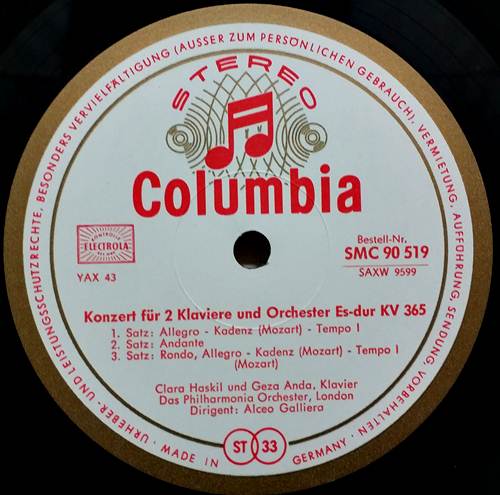 URHEBER- UND LEISTUNGSSCHUTZRECHTE, BESONDERS VERVIELFÄLTIGUNG (AUSSER ZUM PERSÖNLICHEN GEBRAUCH), VERMIETUNG, AUFFÜHRUNG, SENDUNG, VORBEHALTEN.
STEREO
Columbia
ELECTROLA
YAX 43
Bestell-Nr.
SMC 90 519
SAXW 9599
Konzert für 2 Klaviere und Orchester Es-dur KV 365
1. Satz: Allegro - Kadenz (Mozart) - Tempo I
2. Satz: Andante
3. Satz: Rondo, Allegro - Kadenz (Mozart) - Tempo I
(Mozart)
Clara Haskil und Geza Anda, Klavier
Das Philharmonia Orchester, London
Dirigent: Alceo Galliera
MADE IN GERMANY
ST 33